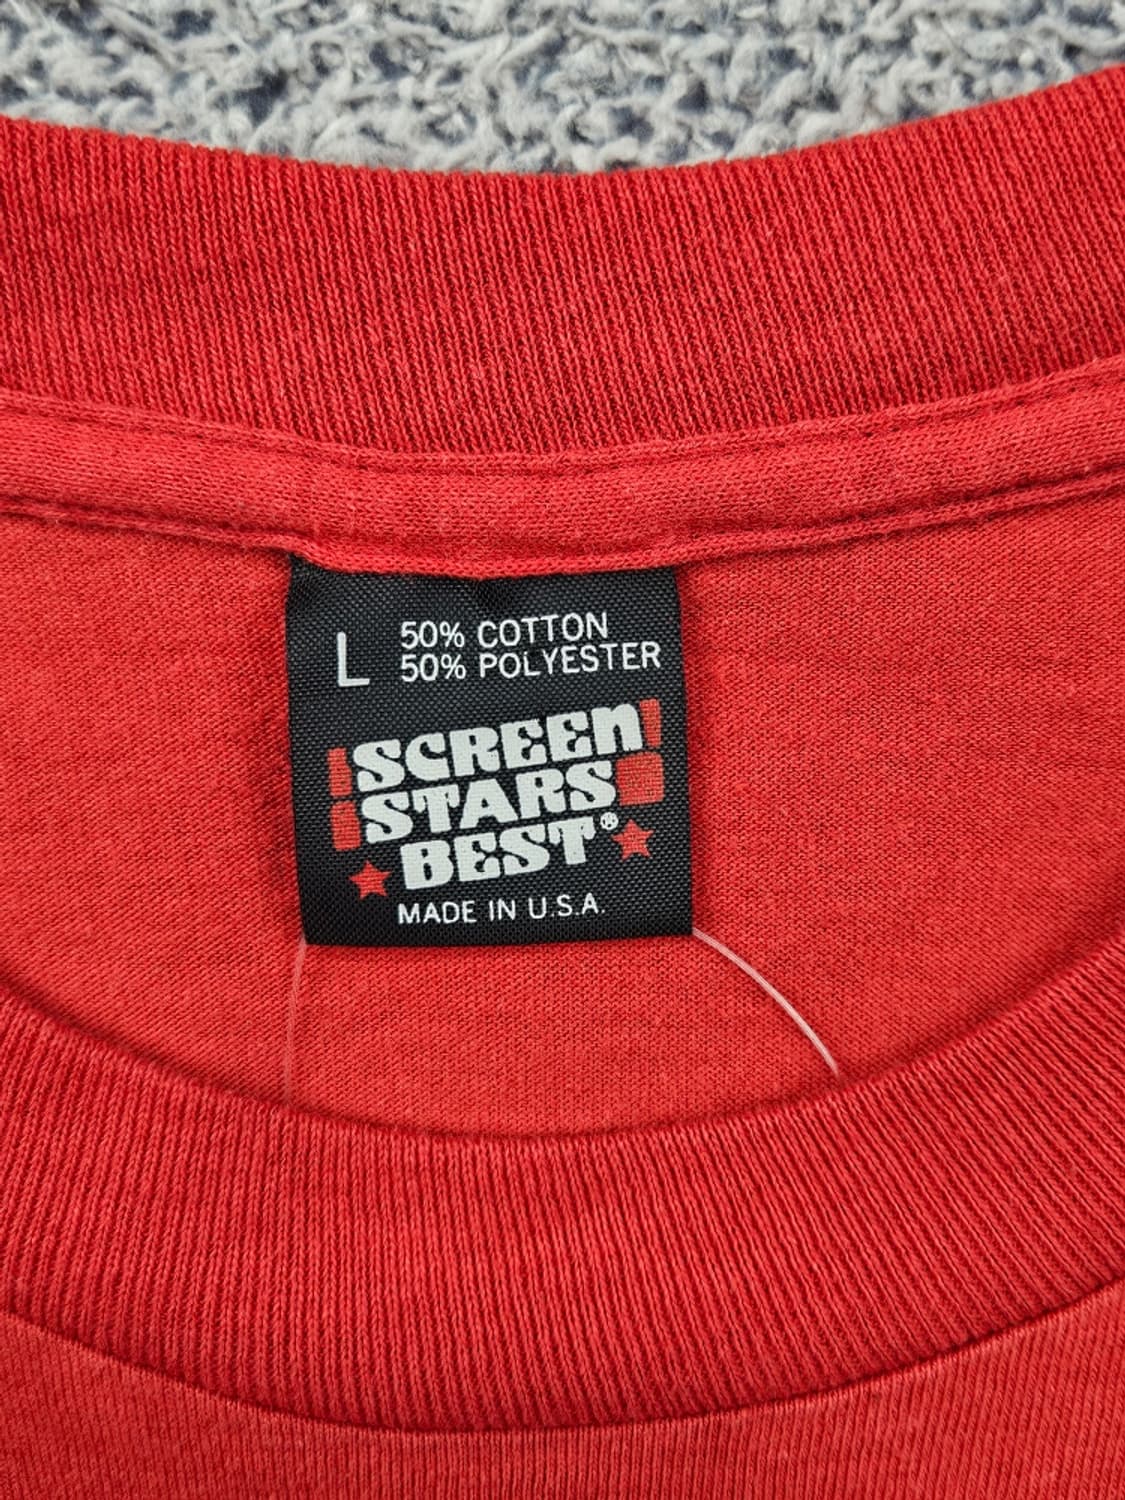 L
50% COTTON
50% POLYESTER
SCREEn
STARS
BEST®
MADE IN U.S.A.